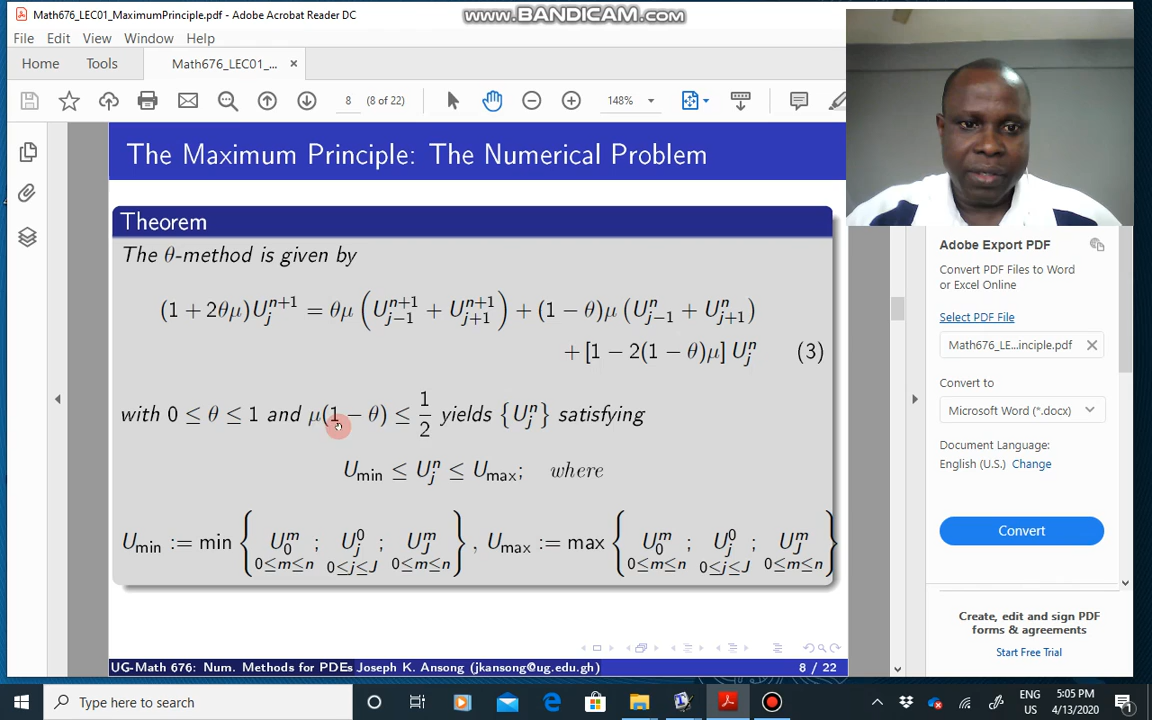 Math676_LEC01_MaximumPrinciple.pdf - Adobe Acrobat Reader DC
www.BANDICAM.com
File Edit View Window Help
Home Tools Math676_LEC01_... ×
8 (8 of 22) 148%
The Maximum Principle: The Numerical Problem
Theorem
The θ-method is given by
(1 + 2θμ)U_j^{n+1} = θμ (U_{j−1}^{n+1} + U_{j+1}^{n+1}) + (1 − θ)μ (U_{j−1}^n + U_{j+1}^n)
+ [1 − 2(1 − θ)μ] U_j^n (3)
with 0 ≤ θ ≤ 1 and μ(1 − θ) ≤ 1/2 yields {U_j^n} satisfying
U_min ≤ U_j^n ≤ U_max; where
U_min := min {U_0^m ; U_j^0 ; U_J^m} , U_max := max {U_0^m ; U_j^0 ; U_J^m}
0≤m≤n 0≤j≤J 0≤m≤n 0≤m≤n 0≤j≤J 0≤m≤n
UG-Math 676: Num. Methods for PDEs Joseph K. Ansong (jkansong@ug.edu.gh) 8 / 22
Adobe Export PDF
Convert PDF Files to Word
or Excel Online
Select PDF File
Math676_LE...inciple.pdf
Convert to
Microsoft Word (*.docx)
Document Language:
English (U.S.) Change
Convert
Create, edit and sign PDF
forms & agreements
Start Free Trial
Type here to search
ENG
US
5:05 PM
4/13/2020
1